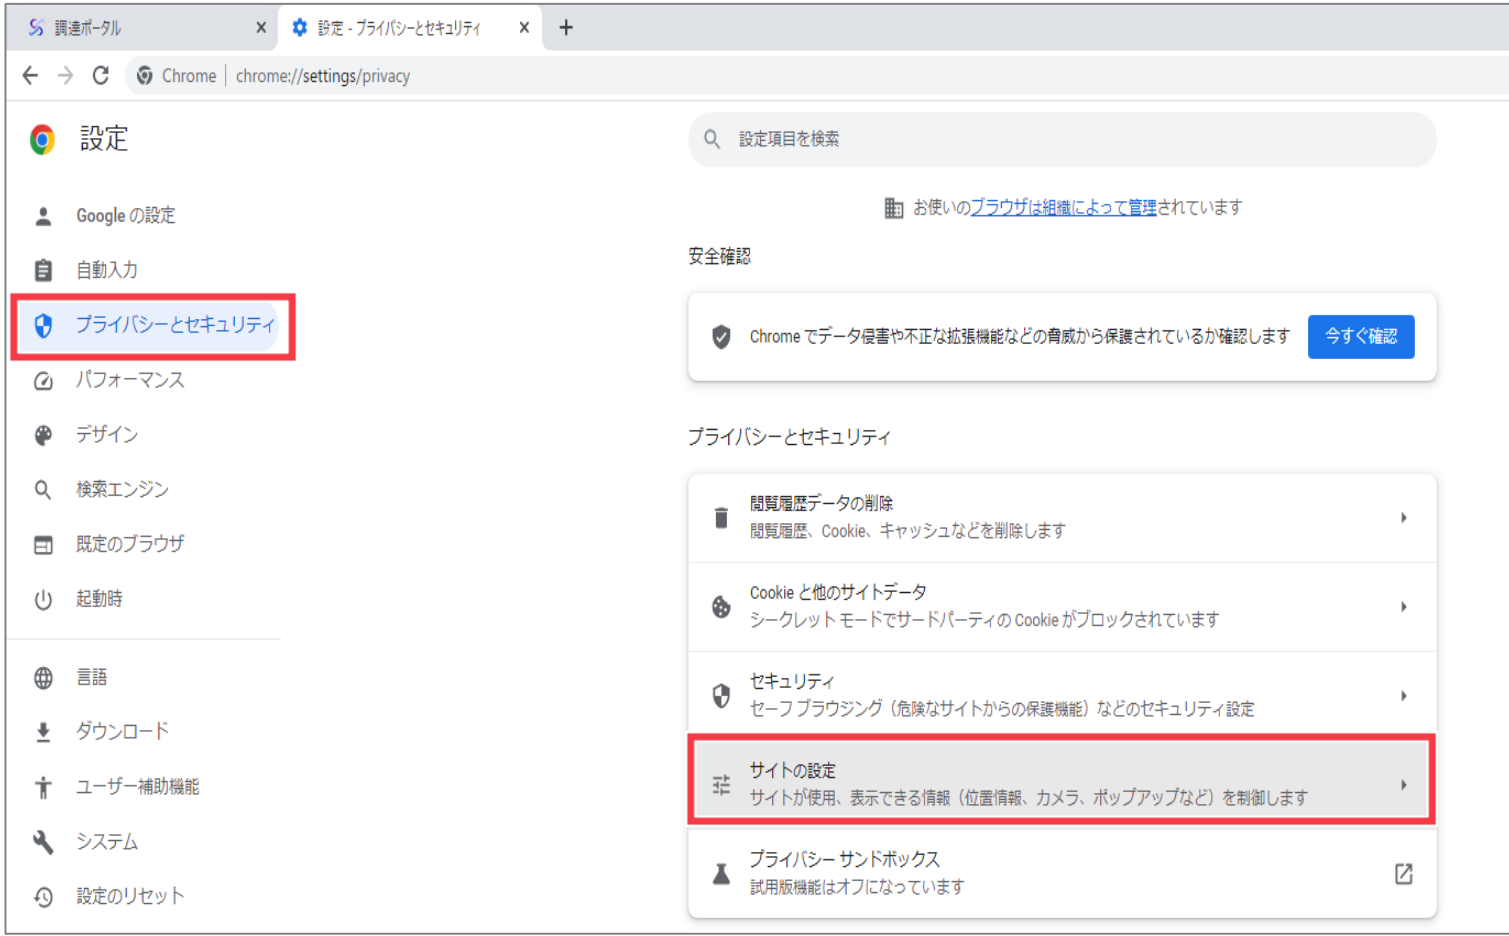 調達ポータル
設定 - プライバシーとセキュリティ
Chrome
chrome://settings/privacy
設定
設定項目を検索
Google の設定
自動入力
プライバシーとセキュリティ
パフォーマンス
デザイン
検索エンジン
既定のブラウザ
起動時
言語
ダウンロード
ユーザー補助機能
システム
設定のリセット
お使いのブラウザは組織によって管理されています
安全確認
Chrome でデータ侵害や不正な拡張機能などの脅威から保護されているか確認します
今すぐ確認
プライバシーとセキュリティ
閲覧履歴データの削除
閲覧履歴、Cookie、キャッシュなどを削除します
Cookie と他のサイトデータ
シークレット モードでサードパーティの Cookie がブロックされています
セキュリティ
セーフ ブラウジング（危険なサイトからの保護機能）などのセキュリティ設定
サイトの設定
サイトが使用、表示できる情報（位置情報、カメラ、ポップアップなど）を制御します
プライバシー サンドボックス
試用版機能はオフになっています